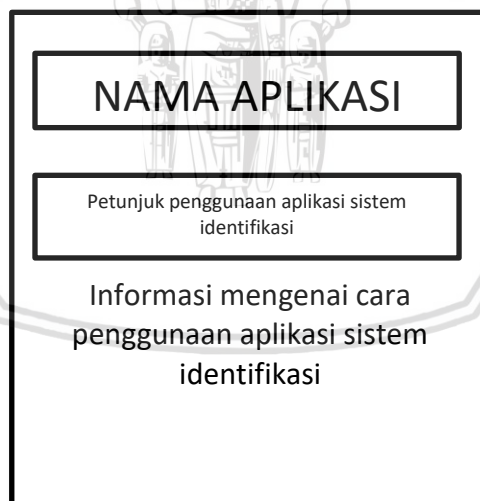 NAMA APLIKASI
Petunjuk penggunaan aplikasi sistem
identifikasi
Informasi mengenai cara
penggunaan aplikasi sistem
identifikasi